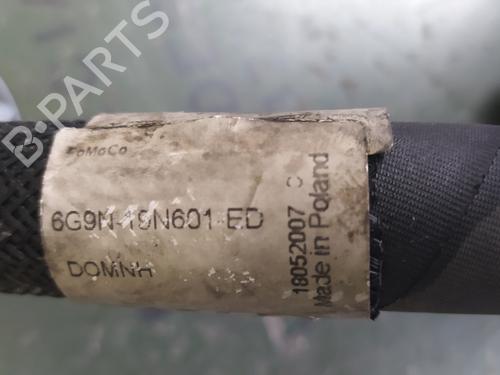 B-PARTS
FoMoCo
6G9N-19N601-ED
DOMNH
18052007 C
Made in Poland